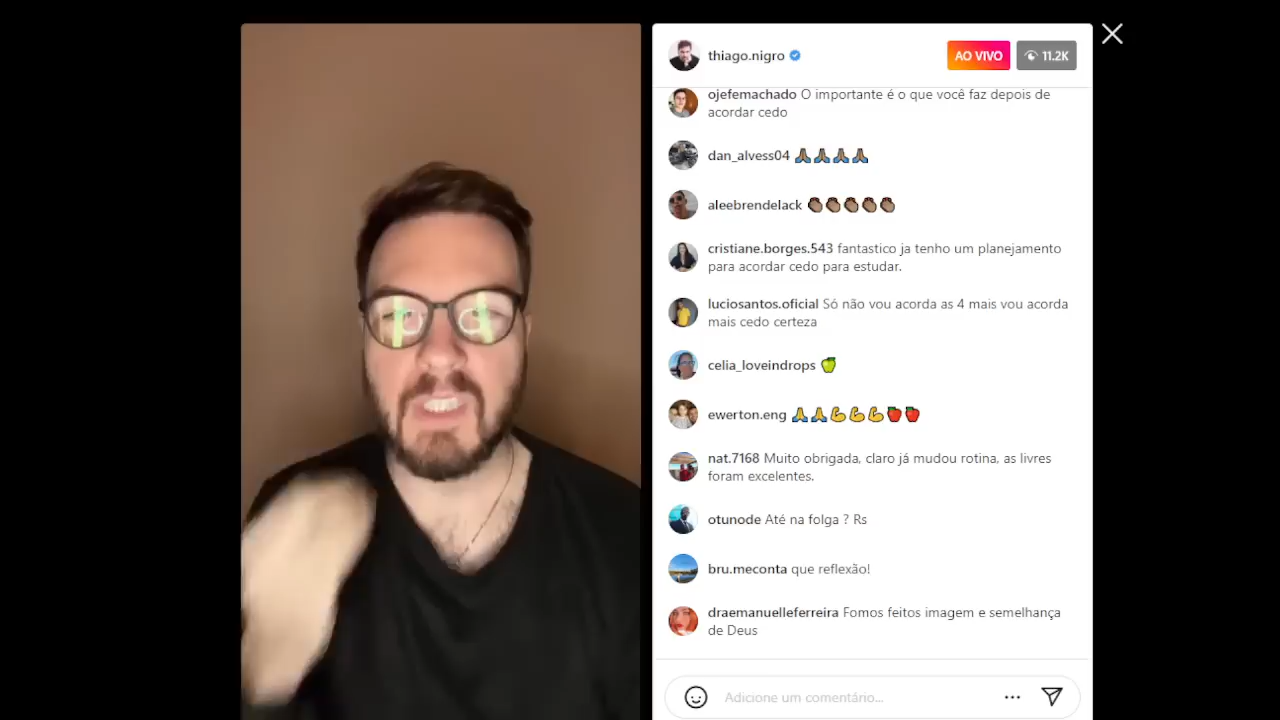 thiago.nigro
AO VIVO
11.2K
ojefemachado O importante é o que você faz depois de
acordar cedo
dan_alvess04 🙏🏽🙏🏽🙏🏽🙏🏽
aleebrendelack 👏🏽👏🏽👏🏽👏🏽👏🏽
cristiane.borges.543 fantastico ja tenho um planejamento
para acordar cedo para estudar.
luciosantos.oficial Só não vou acorda as 4 mais vou acorda
mais cedo certeza
celia_loveindrops 🍏
ewerton.eng 🙏🙏💪💪💪🍎🍎
nat.7168 Muito obrigada, claro já mudou rotina, as livres
foram excelentes.
otunode Até na folga ? Rs
bru.meconta que reflexão!
draemanuelleferreira Fomos feitos imagem e semelhança
de Deus
Adicione um comentário...